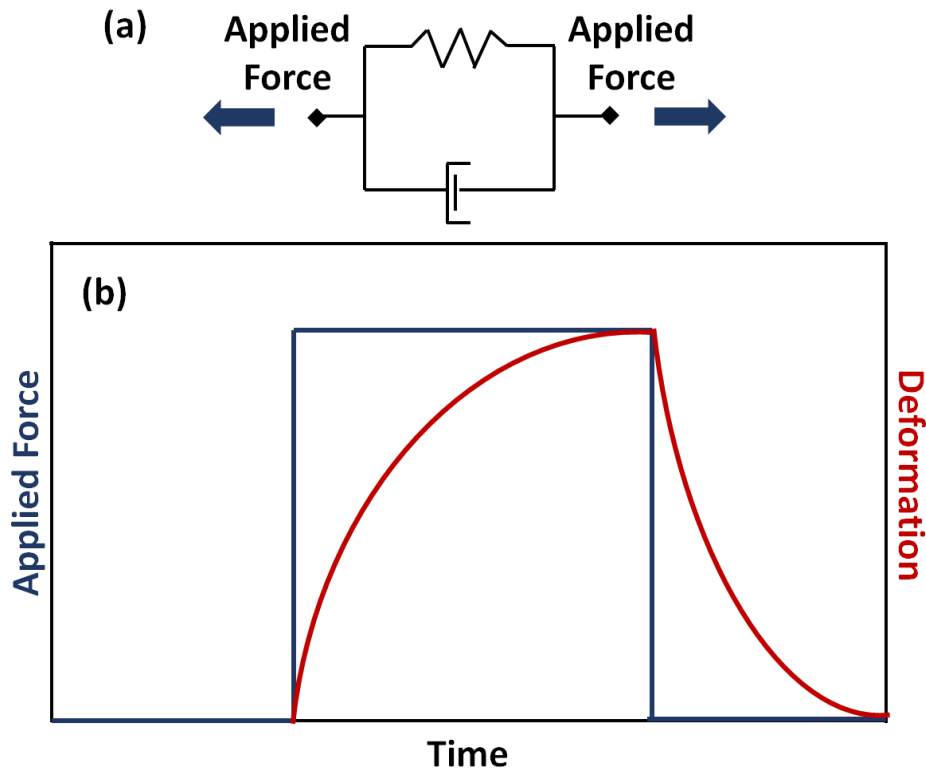 (a)
Applied
Force
Applied
Force
(b)
Applied Force
Deformation
Time